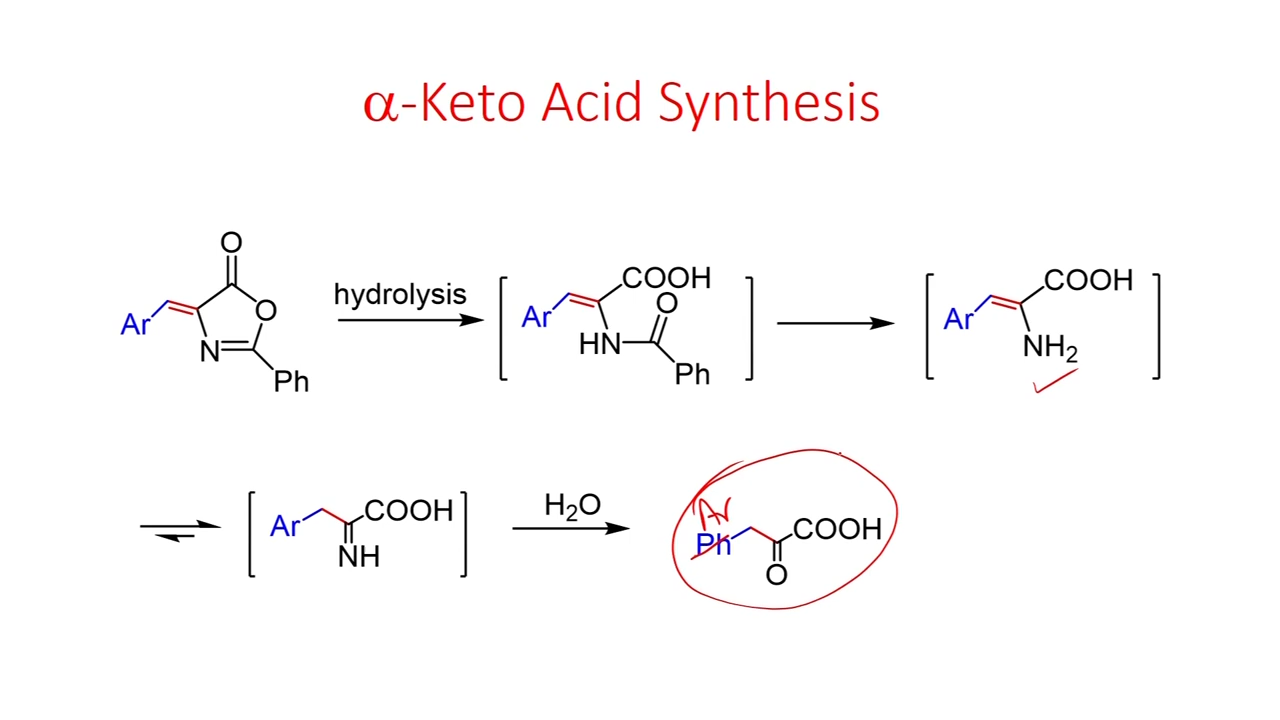 α-Keto Acid Synthesis
O
Ar
O
N
Ph
hydrolysis
Ar
COOH
O
HN
Ph
Ar
COOH
NH₂
Ar
COOH
NH
H₂O
Ar
Ph
COOH
O